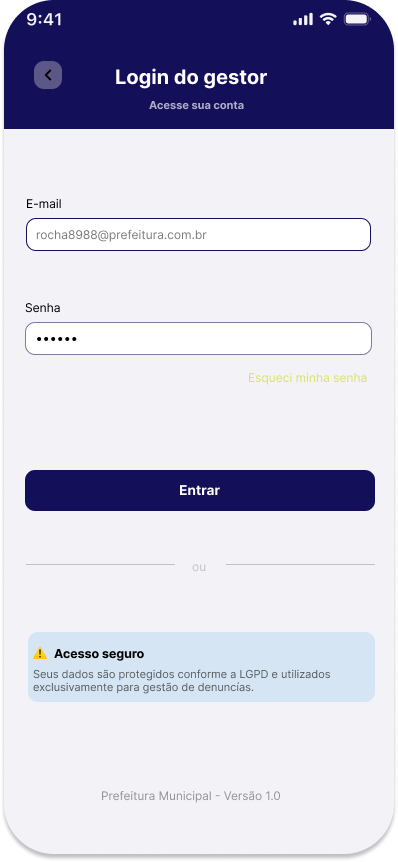 9:41
Login do gestor
Acesse sua conta
E-mail
rocha8988@prefeitura.com.br
Senha
••••••
Esqueci minha senha
Entrar
ou
Acesso seguro
Seus dados são protegidos conforme a LGPD e utilizados
exclusivamente para gestão de denuncías.
Prefeitura Municipal - Versão 1.0